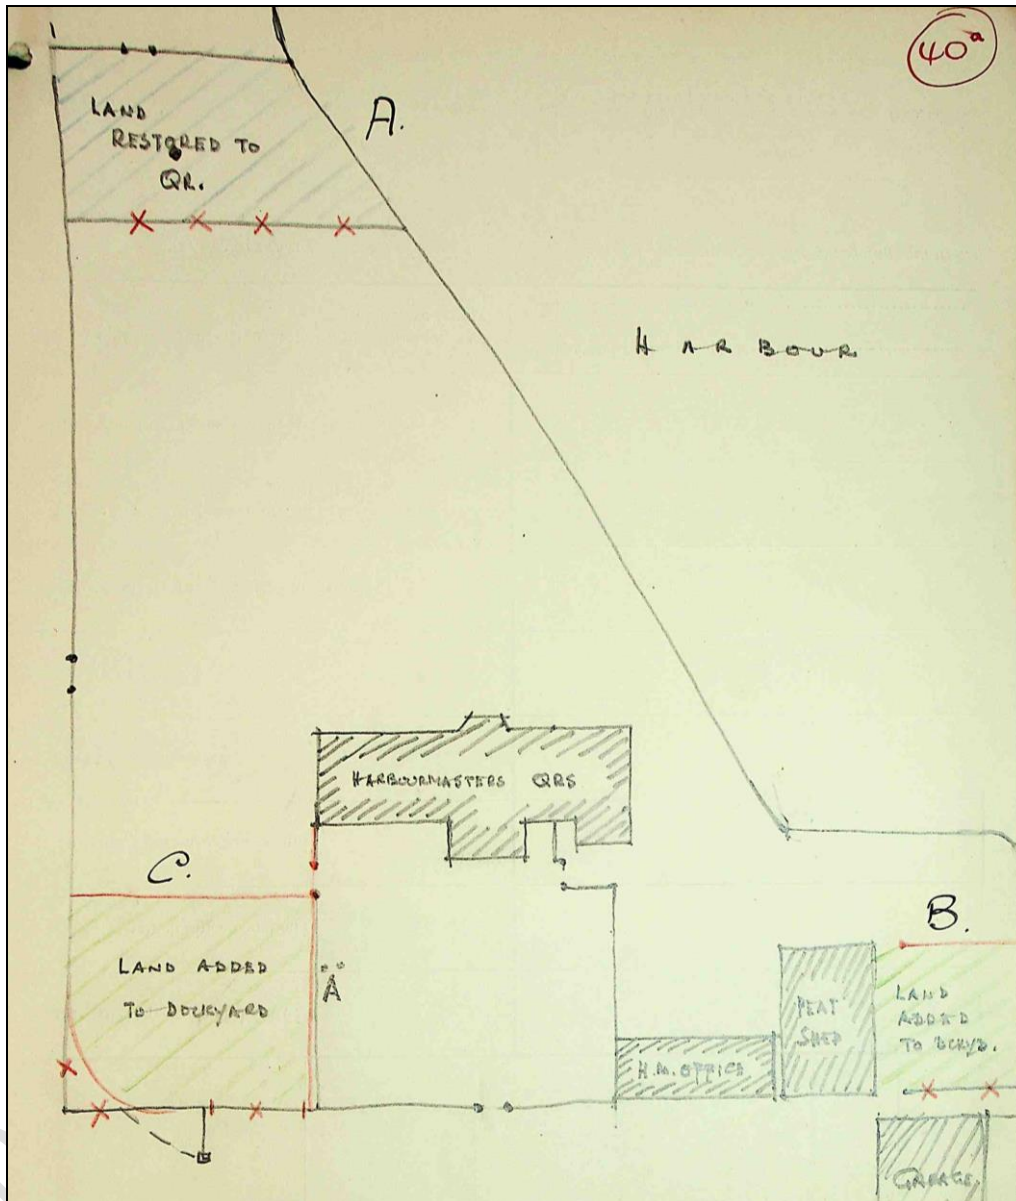 40a
LAND
RESTORED TO
QR.
A.
HARBOUR
HARBOURMASTERS QRS
C.
LAND ADDED
TO DOCKYARD
A
B.
LAND
ADDED
TO DCKYD.
PEAT
SHED
H.M. OFFICE
GARAGE